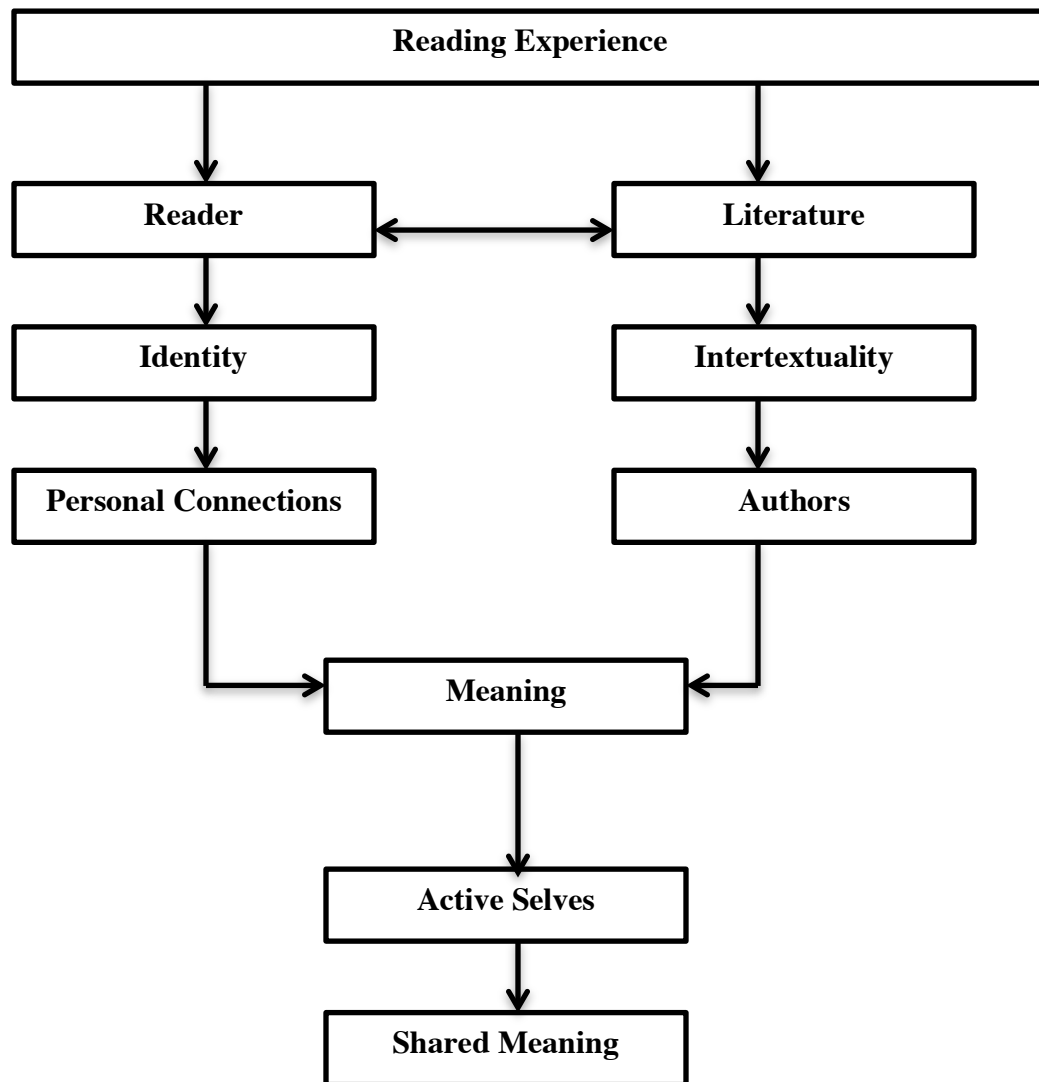 Reading Experience
Reader
Literature
Identity
Intertextuality
Personal Connections
Authors
Meaning
Active Selves
Shared Meaning